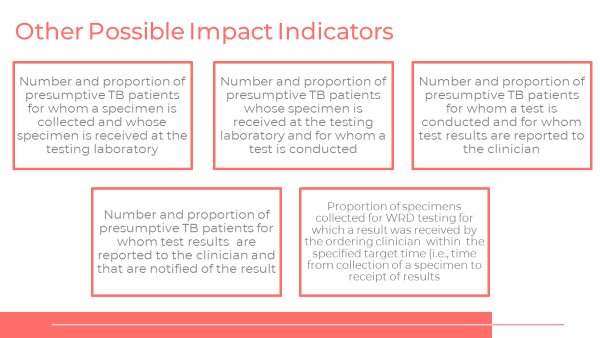 Other Possible Impact Indicators
Number and proportion of
presumptive TB patients
for whom a specimen is
collected and whose
specimen is received at the
testing laboratory
Number and proportion of
presumptive TB patients
whose specimen is
received at the testing
laboratory and for whom a
test is conducted
Number and proportion of
presumptive TB patients
for whom a test is
conducted and for whom
test results are reported to
the clinician
Number and proportion of
presumptive TB patients for
whom test results are
reported to the clinician and
that are notified of the result
Proportion of specimens
collected for WRD testing for
which a result was received by
the ordering clinician within the
specified target time (i.e., time
from collection of a specimen to
receipt of results